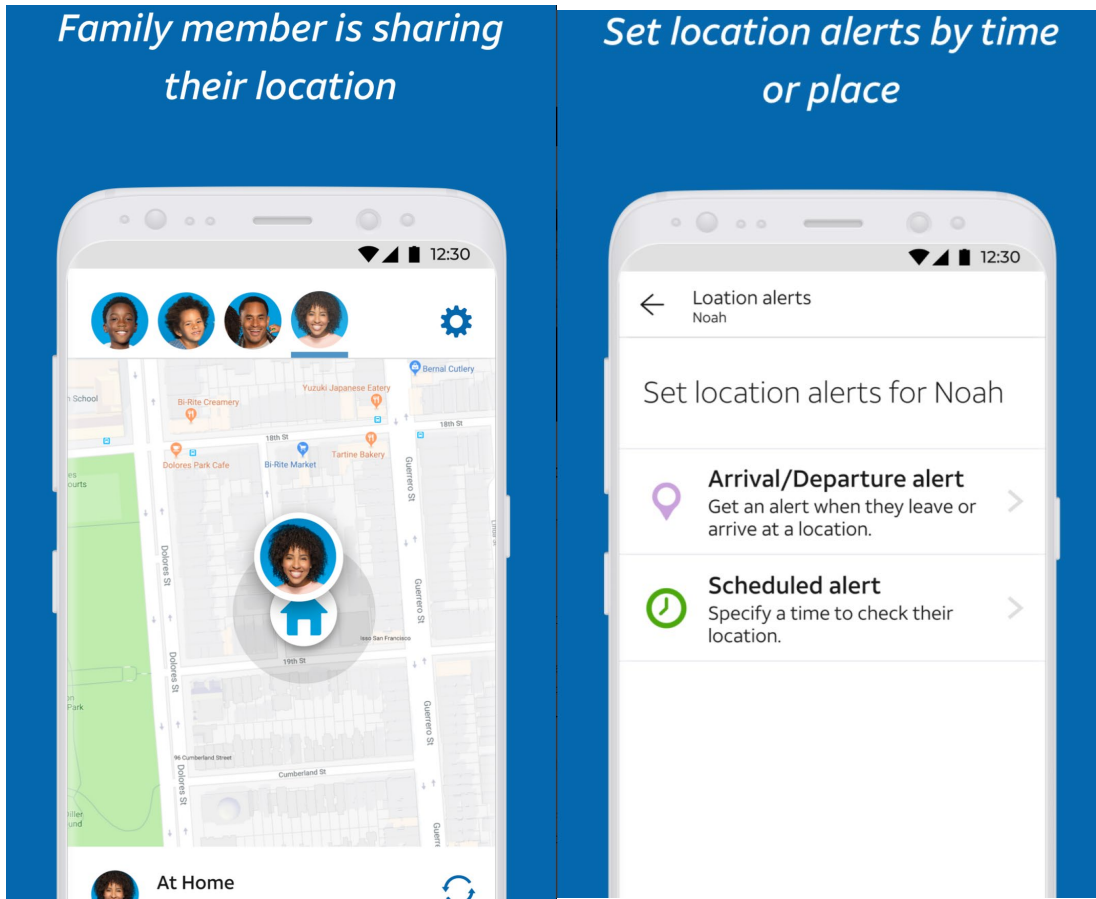 Family member is sharing
their location
12:30
Bernal Cutlery
Yuzuki Japanese Eatery
School
Bi-Rite Creamery
18th St
18th St
Dolores Park Cafe
Bi-Rite Market
Tartine Bakery
Guerrero St
Dolores St
Guerrero St
19th St
Dolores St
Park
Guerrero St
96 Cumberland Street
Dolores St
Cumberland St
At Home
Set location alerts by time
or place
12:30
Loation alerts
Noah
Set location alerts for Noah
Arrival/Departure alert
Get an alert when they leave or
arrive at a location.
Scheduled alert
Specify a time to check their
location.